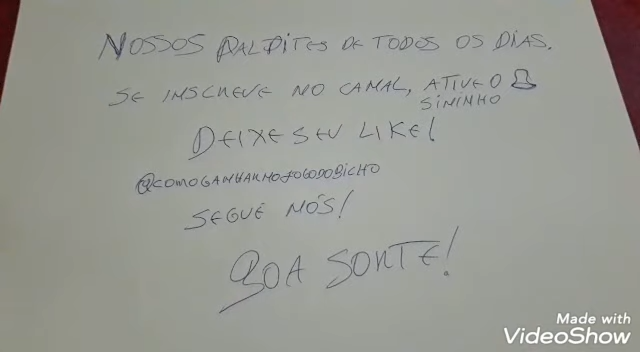 NOSSOS PALPITES DE TODOS OS DIAS.
SE INSCREVE NO CANAL, ATIVE O
SININHO
DEIXE SEU LIKE!
@COMOGANHARNOJOGODOBICHO
SEGUE NÓS!
BOA SORTE!
Made with
VideoShow